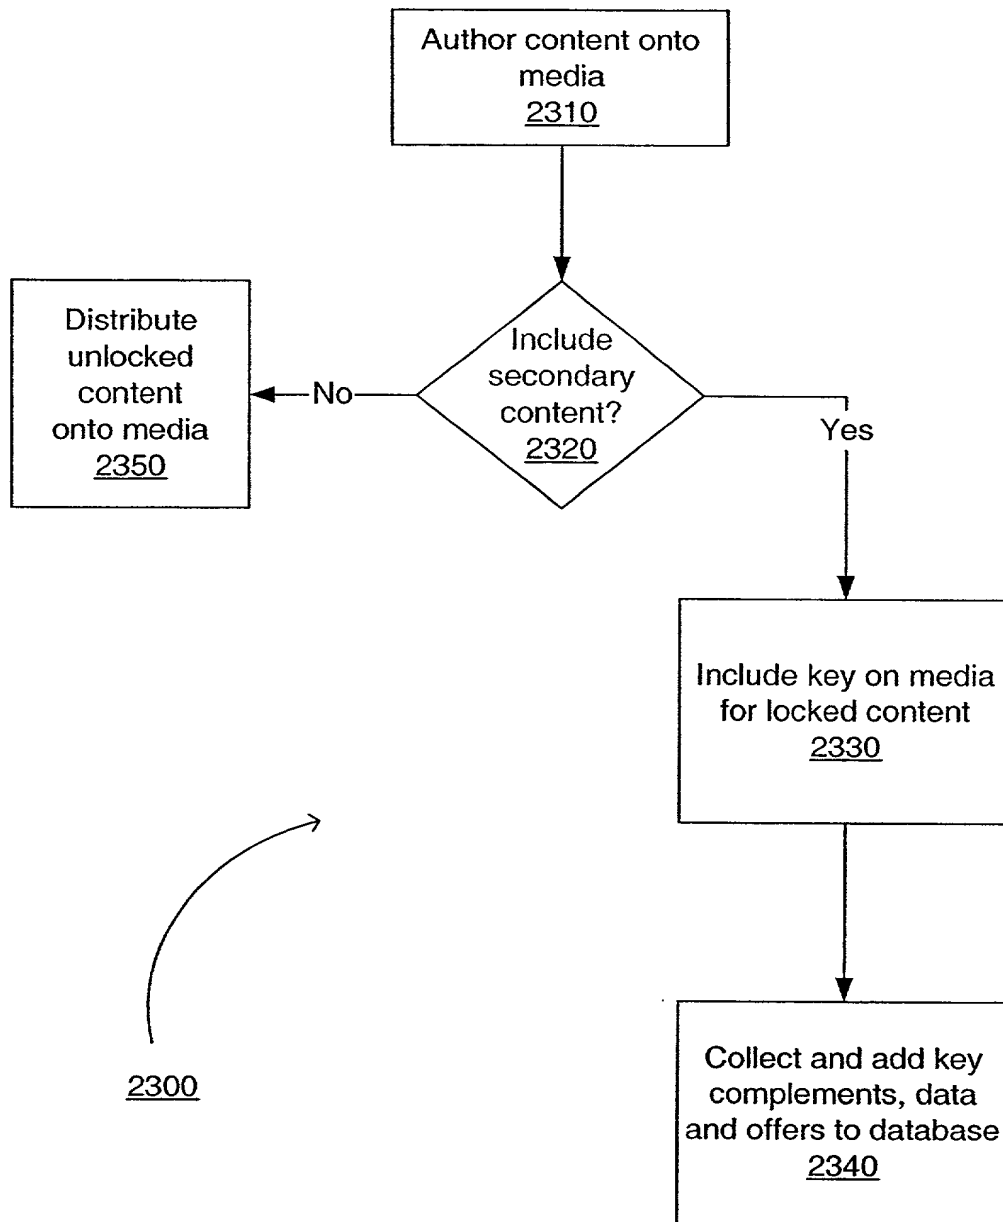 Author content onto
media
2310
Distribute
unlocked
content
onto media
2350
No
Include
secondary
content?
2320
Yes
Include key on media
for locked content
2330
2300
Collect and add key
complements, data
and offers to database
2340